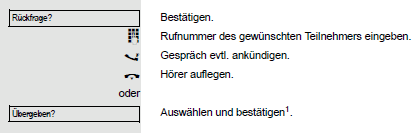 Rückfrage? Bestätigen.
Rufnummer des gewünschten Teilnehmers eingeben.
Gespräch evtl. ankündigen.
Hörer auflegen.
oder
Übergeben? Auswählen und bestätigen1.